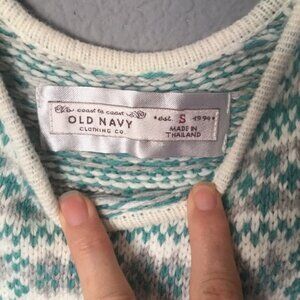 coast to coast
OLD NAVY
CLOTHING CO.
*est. S 1994*
MADE IN
THAILAND